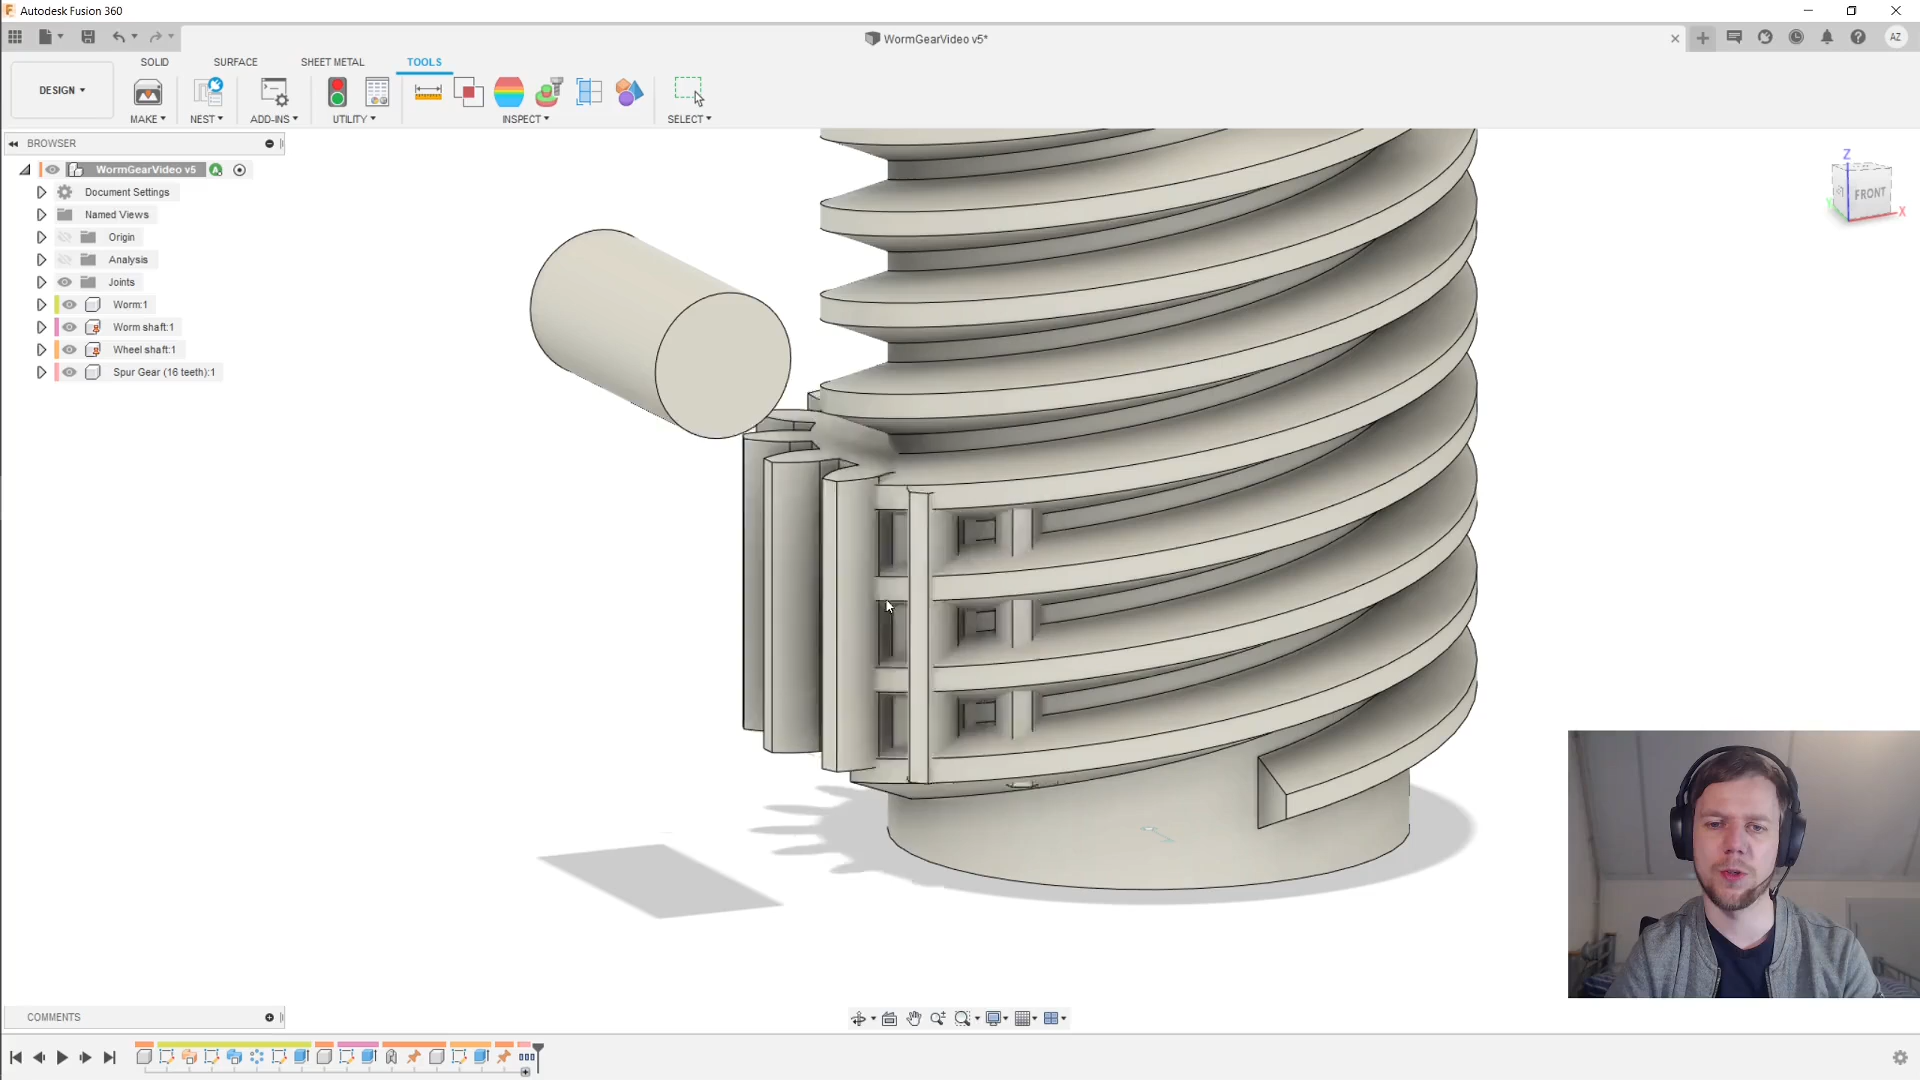 Autodesk Fusion 360
WormGearVideo v5*
AZ
SOLID
SURFACE
SHEET METAL
TOOLS
DESIGN
MAKE
NEST
ADD-INS
UTILITY
INSPECT
SELECT
BROWSER
WormGearVideo v5
Document Settings
Named Views
Origin
Analysis
Joints
Worm:1
Worm shaft:1
Wheel shaft:1
Spur Gear (16 teeth):1
Z
FRONT
X
COMMENTS